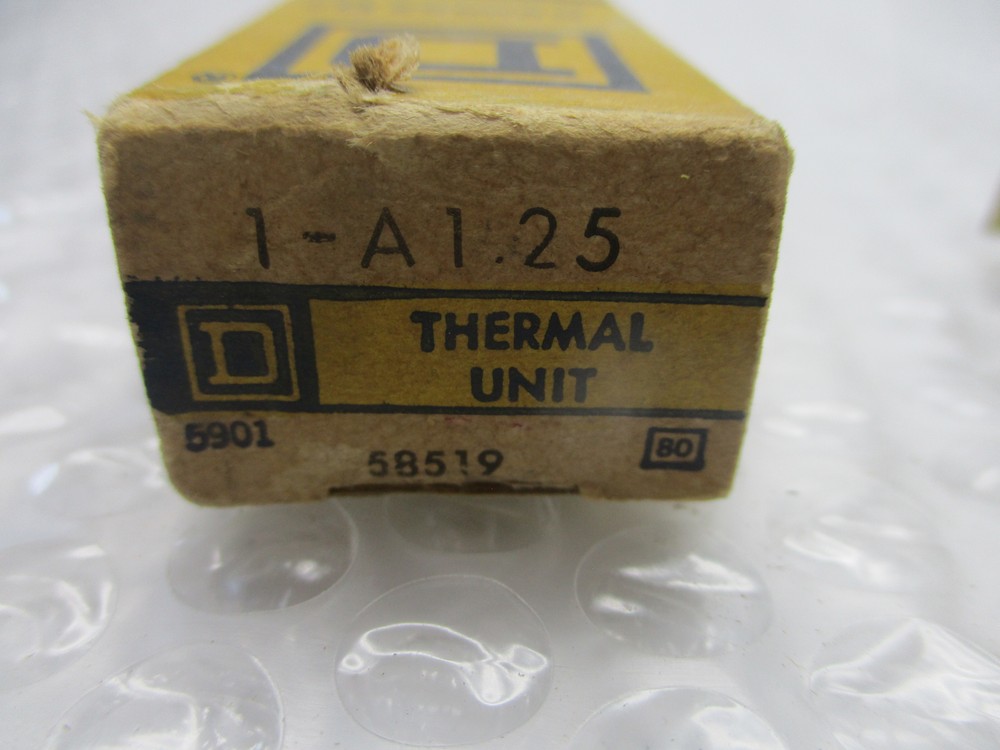 1-A1.25
D
THERMAL
UNIT
5901
58519
80